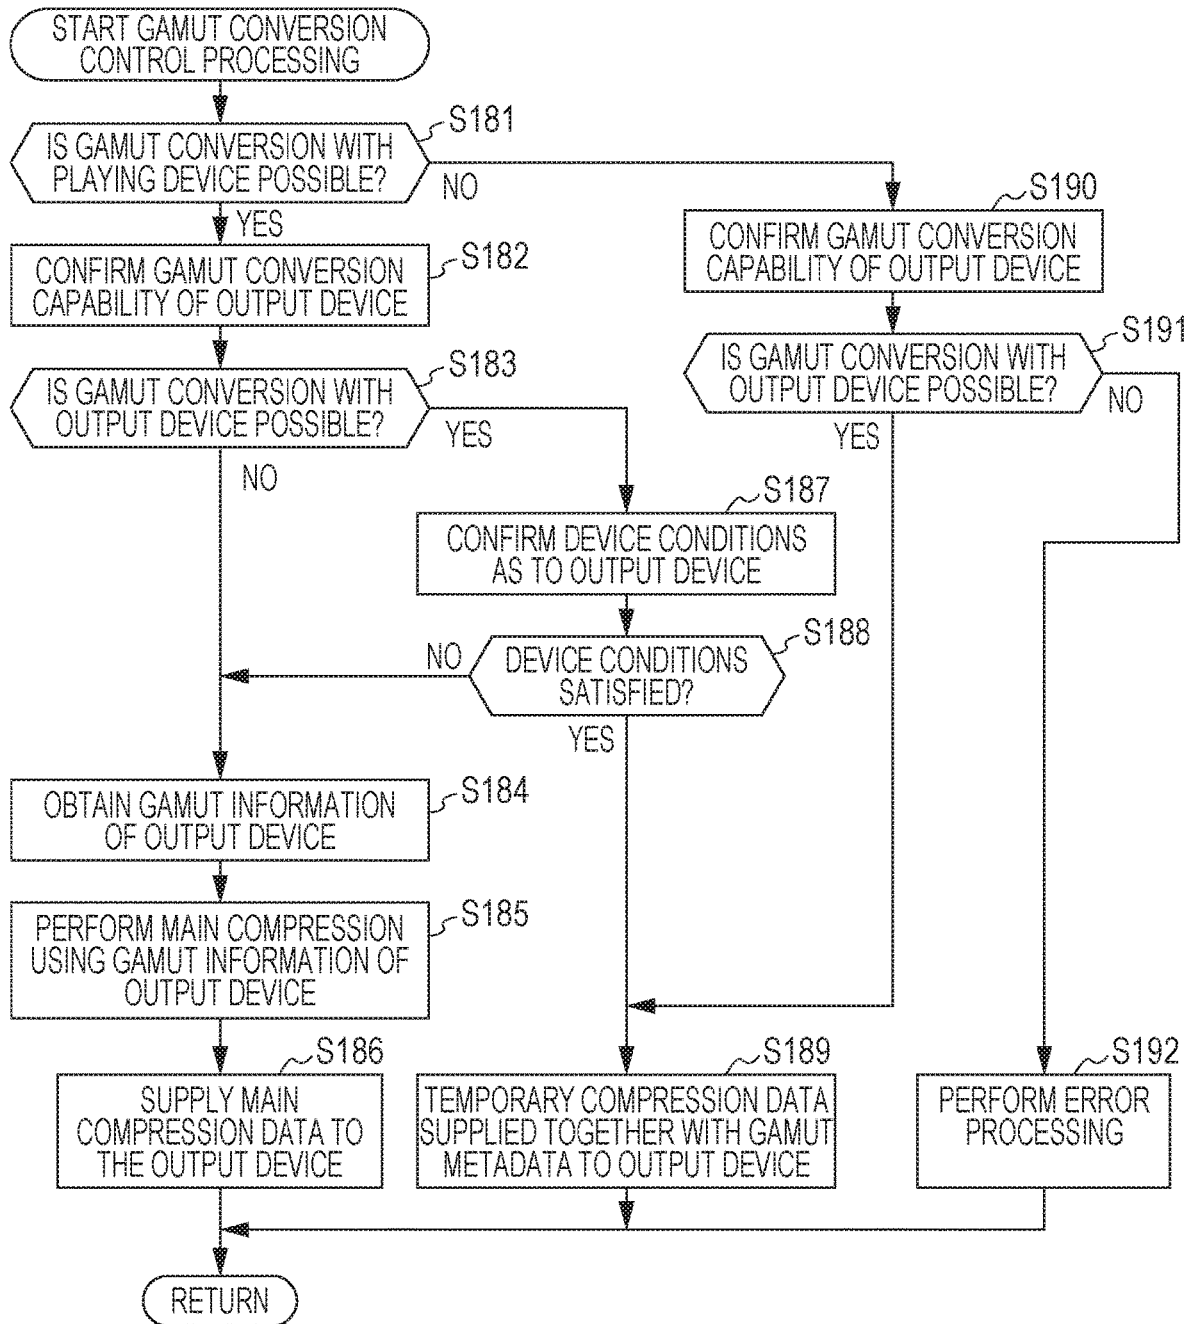 START GAMUT CONVERSION
CONTROL PROCESSING
S181
IS GAMUT CONVERSION WITH
PLAYING DEVICE POSSIBLE?
NO
YES
S190
CONFIRM GAMUT CONVERSION
CAPABILITY OF OUTPUT DEVICE
S182
CONFIRM GAMUT CONVERSION
CAPABILITY OF OUTPUT DEVICE
S191
IS GAMUT CONVERSION WITH
OUTPUT DEVICE POSSIBLE?
NO
YES
S183
IS GAMUT CONVERSION WITH
OUTPUT DEVICE POSSIBLE?
YES
NO
S187
CONFIRM DEVICE CONDITIONS
AS TO OUTPUT DEVICE
S188
DEVICE CONDITIONS
SATISFIED?
NO
YES
S184
OBTAIN GAMUT INFORMATION
OF OUTPUT DEVICE
S185
PERFORM MAIN COMPRESSION
USING GAMUT INFORMATION OF
OUTPUT DEVICE
S186
SUPPLY MAIN
COMPRESSION DATA TO
THE OUTPUT DEVICE
S189
TEMPORARY COMPRESSION DATA
SUPPLIED TOGETHER WITH GAMUT
METADATA TO OUTPUT DEVICE
S192
PERFORM ERROR
PROCESSING
RETURN